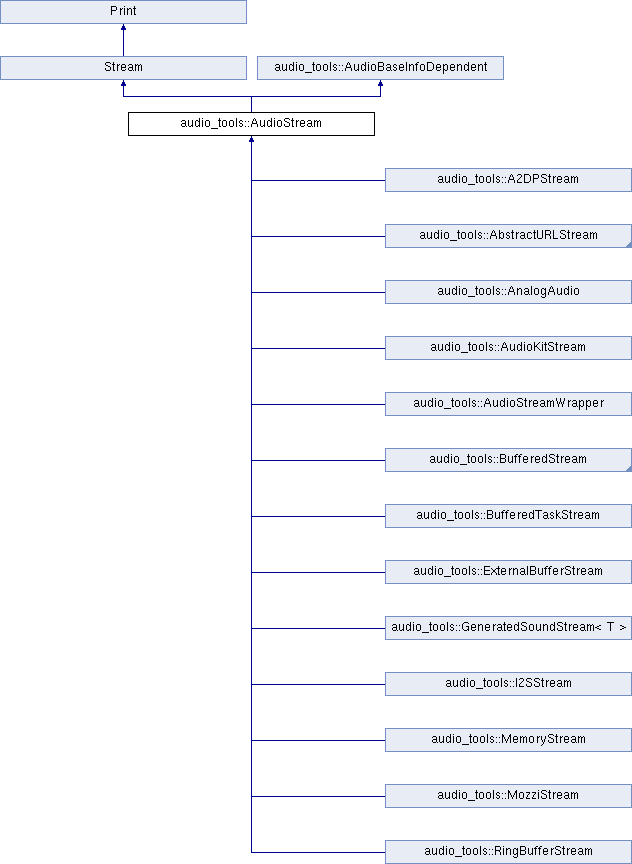 Print
Stream
audio_tools::AudioBaseInfoDependent
audio_tools::AudioStream
audio_tools::A2DPStream
audio_tools::AbstractURLStream
audio_tools::AnalogAudio
audio_tools::AudioKitStream
audio_tools::AudioStreamWrapper
audio_tools::BufferedStream
audio_tools::BufferedTaskStream
audio_tools::ExternalBufferStream
audio_tools::GeneratedSoundStream< T >
audio_tools::I2SStream
audio_tools::MemoryStream
audio_tools::MozziStream
audio_tools::RingBufferStream